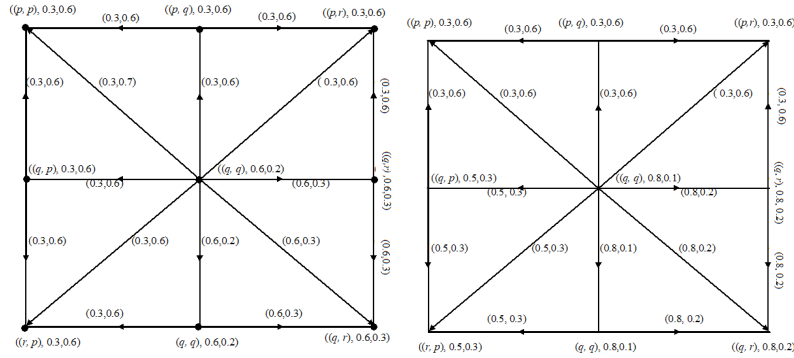 ((p, p), 0.3,0.6)
((p, q), 0.3,0.6)
((p,r), 0.3,0.6)
(0.3,0.6)
(0.3,0.6)
(0.3,0.6)
(0.3,0.7)
(0.3,0.6)
( 0.3,0.6)
(0.3,0.6)
((q, p), 0.3,0.6)
(0.3,0.6)
((q, q), 0.6,0.2)
(0.6,0.3)
((q,r), 0.6,0.3)
(0.3,0.6)
(0.3,0.6)
(0.6,0.2)
(0.6,0.3)
(0.6,0.3)
(0.3,0.6)
(0.6,0.3)
((r, p), 0.3,0.6)
(q, q), 0.6,0.2)
((q, r), 0.6,0.3)
((p, p), 0.3,0.6)
((p, q), 0.3,0.6)
((p,r), 0.3,0.6)
(0.3,0.6)
(0.3,0.6)
(0.3,0.6)
(0.3,0.6)
(0.3,0.6)
( 0.3,0.6)
(0.3, 0.6)
((q, p), 0.5,0.3)
(0.5, 0.3)
((q, q), 0.8,0.1)
(0.8,0.2)
((q, r), 0.8, 0.2)
(0.5,0.3)
(0.5,0.3)
(0.8,0.1)
(0.8,0.2)
(0.8, 0.2)
(0.5, 0.3)
(0.8, 0.2)
((r, p), 0.5,0.3)
(q, q), 0.8,0.1)
((q, r), 0.8,0.2)